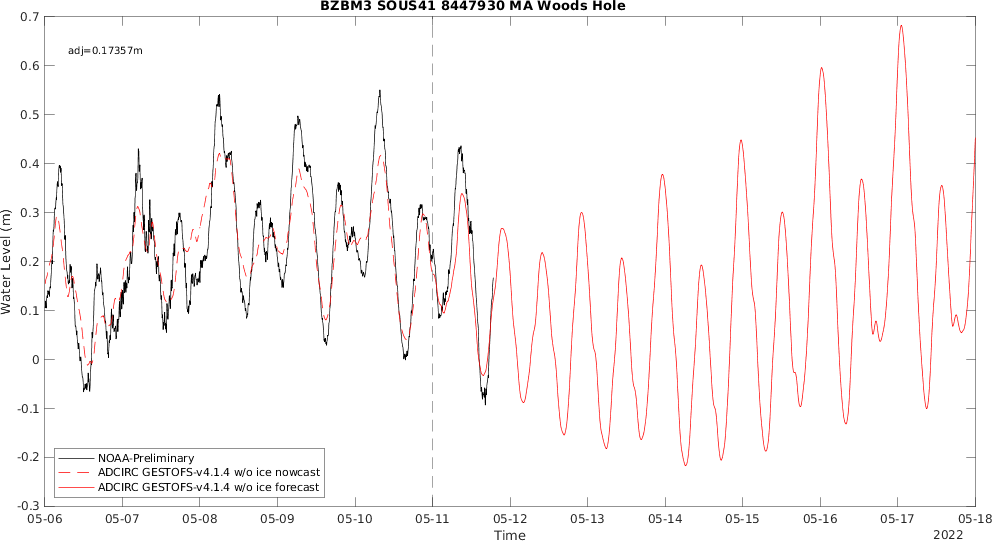 BZBM3 SOUS41 8447930 MA Woods Hole
adj=0.17357m
0.7
0.6
0.5
0.4
0.3
0.2
0.1
0
-0.1
-0.2
-0.3
Water Level (m)
NOAA-Preliminary
ADCIRC GESTOFS-v4.1.4 w/o ice nowcast
ADCIRC GESTOFS-v4.1.4 w/o ice forecast
05-06 05-07 05-08 05-09 05-10 05-11 05-12 05-13 05-14 05-15 05-16 05-17 05-18
Time
2022